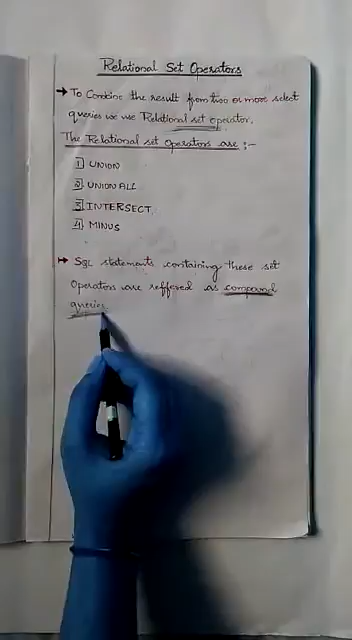 Relational Set Operators
→ To Combine the result from two or more select
queries we use Relational set operator.
The Relational set Operators are :-
1 UNION
2 UNION ALL
3 INTERSECT
4 MINUS
→ SQL statements containing these set
Operators are reffered as compound
queries